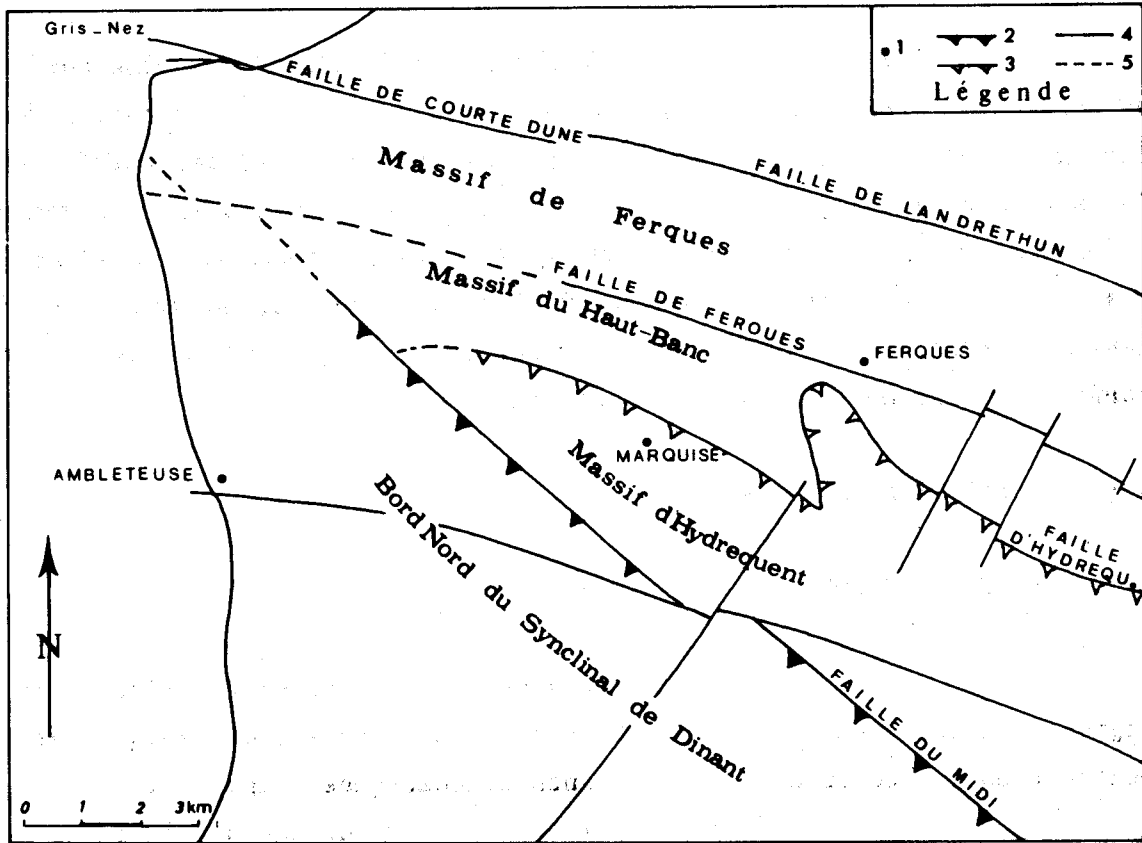 Gris_Nez
1 2 4
3 5
Légende
FAILLE DE COURTE DUNE
FAILLE DE LANDRETHUN
Massif de Ferques
FAILLE DE FERQUES
Massif du Haut-Banc
FERQUES
MARQUISE
AMBLETEUSE
Massif d'Hydrequent
Bord Nord du Synclinal de Dinant
FAILLE
D'HYDREQU.
FAILLE DU MIDI
N
0 1 2 3km